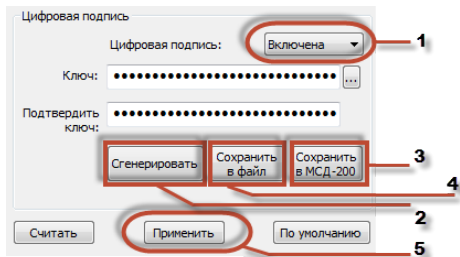 Цифровая подпись
Цифровая подпись: Включена 1
Ключ: ●●●●●●●●●●●●●●●●●●●●●●●●●●●●● ...
Подтвердить ключ: ●●●●●●●●●●●●●●●●●●●●●●●●●●●●●
Сгенерировать Сохранить в файл Сохранить в МСД-200 3
4
2
Считать Применить По умолчанию
5